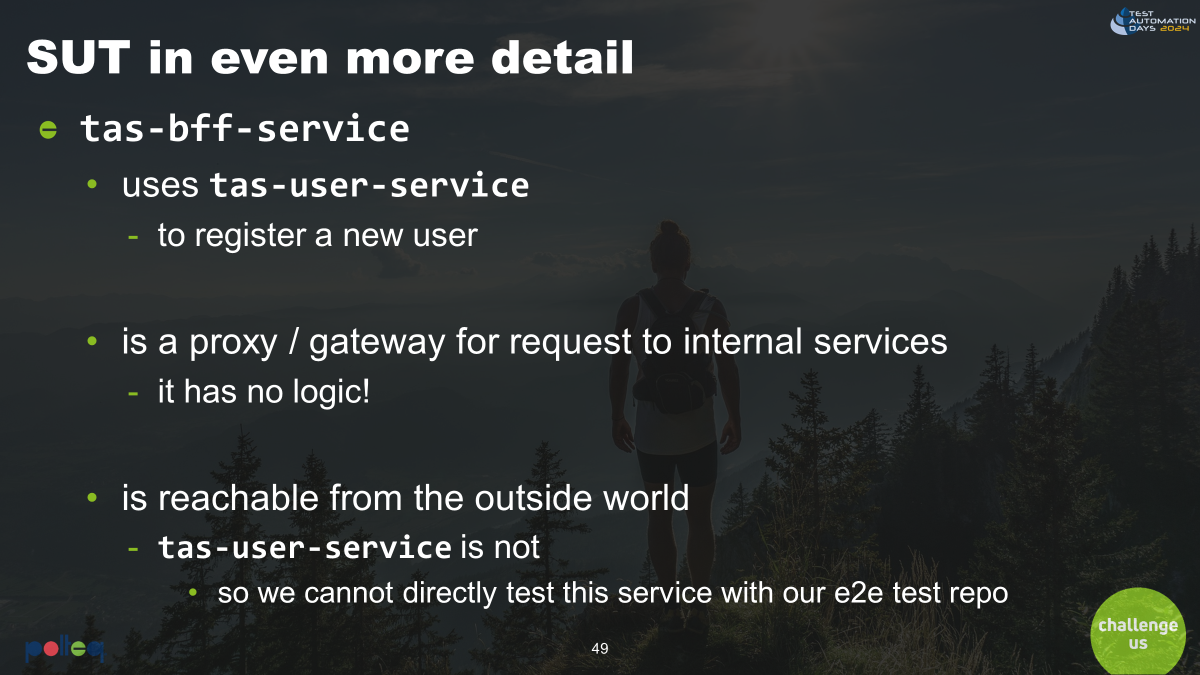 TEST
AUTOMATION
DAYS 2024
SUT in even more detail
tas-bff-service
• uses tas-user-service
- to register a new user
• is a proxy / gateway for request to internal services
- it has no logic!
• is reachable from the outside world
- tas-user-service is not
• so we cannot directly test this service with our e2e test repo
polteq
49
challenge
us